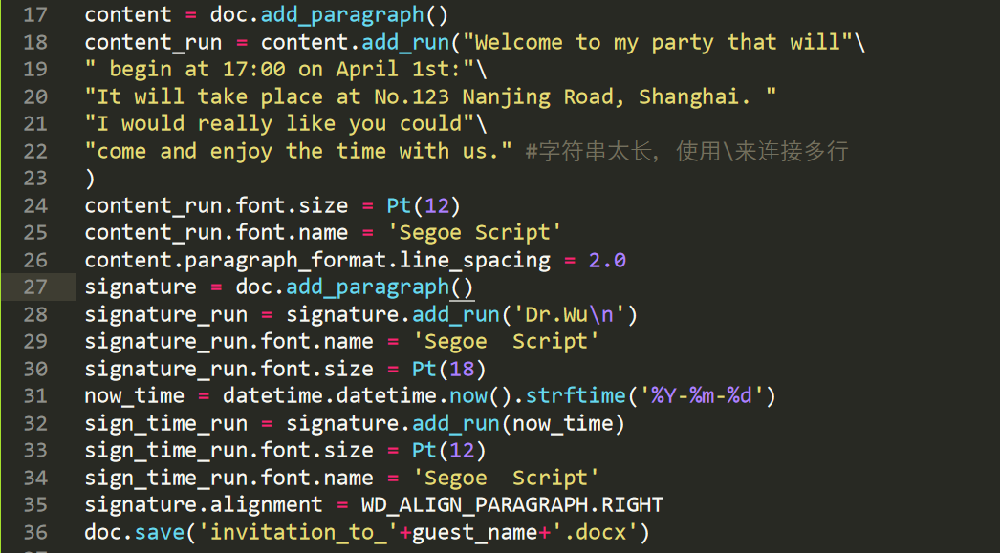 17 content = doc.add_paragraph()
18 content_run = content.add_run("Welcome to my party that will"\
19 " begin at 17:00 on April 1st:"\
20 "It will take place at No.123 Nanjing Road, Shanghai. "
21 "I would really like you could"\
22 "come and enjoy the time with us." #字符串太长，使用\来连接多行
23 )
24 content_run.font.size = Pt(12)
25 content_run.font.name = 'Segoe Script'
26 content.paragraph_format.line_spacing = 2.0
27 signature = doc.add_paragraph()
28 signature_run = signature.add_run('Dr.Wu\n')
29 signature_run.font.name = 'Segoe  Script'
30 signature_run.font.size = Pt(18)
31 now_time = datetime.datetime.now().strftime('%Y-%m-%d')
32 sign_time_run = signature.add_run(now_time)
33 sign_time_run.font.size = Pt(12)
34 sign_time_run.font.name = 'Segoe  Script'
35 signature.alignment = WD_ALIGN_PARAGRAPH.RIGHT
36 doc.save('invitation_to_'+guest_name+'.docx')